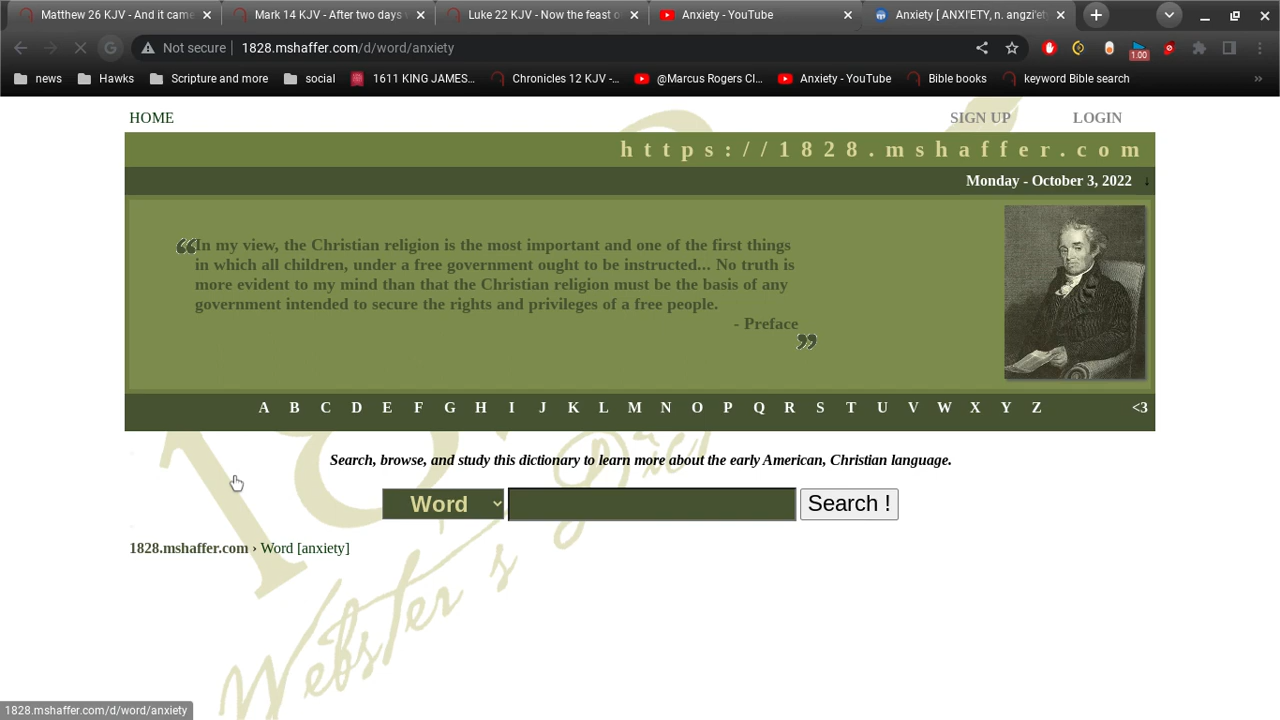 Matthew 26 KJV - And it came
Mark 14 KJV - After two days w
Luke 22 KJV - Now the feast o
Anxiety - YouTube
Anxiety [ ANXI'ETY, n. angzi'ety
Not secure
1828.mshaffer.com/d/word/anxiety
1.00
news
Hawks
Scripture and more
social
1611 KING JAMES...
Chronicles 12 KJV -...
@Marcus Rogers Cl...
Anxiety - YouTube
Bible books
keyword Bible search
»
HOME
SIGN UP
LOGIN
https://1828.mshaffer.com
Monday - October 3, 2022 ↓
“In my view, the Christian religion is the most important and one of the first things
in which all children, under a free government ought to be instructed... No truth is
more evident to my mind than that the Christian religion must be the basis of any
government intended to secure the rights and privileges of a free people.
- Preface”
A B C D E F G H I J K L M N O P Q R S T U V W X Y Z <3
Search, browse, and study this dictionary to learn more about the early American, Christian language.
Word
Search !
1828.mshaffer.com › Word [anxiety]
Webster's
1828.mshaffer.com/d/word/anxiety